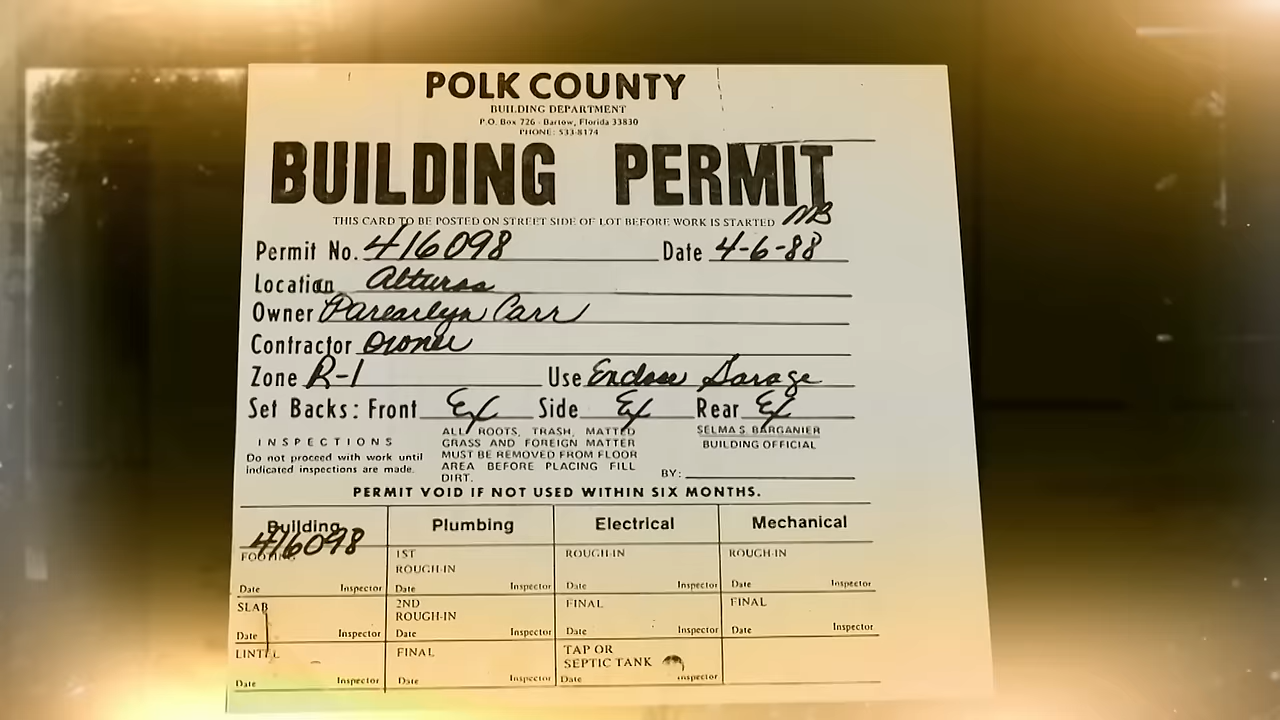 POLK COUNTY
BUILDING DEPARTMENT
P.O. Box 726 - Bartow, Florida 33830
PHONE: 533-8174
BUILDING PERMIT
THIS CARD TO BE POSTED ON STREET SIDE OF LOT BEFORE WORK IS STARTED MB
Permit No. 416098 Date 4-6-88
Location Alturas
Owner Parearlyn Carr
Contractor Owner
Zone R-1 Use Enclose Garage
Set Backs: Front Ex Side Ex Rear Ex
INSPECTIONS
Do not proceed with work until
indicated inspections are made.
ALL ROOTS, TRASH, MATTED
GRASS AND FOREIGN MATTER
MUST BE REMOVED FROM FLOOR
AREA BEFORE PLACING FILL
DIRT.
SELMA S. BARGANIER
BUILDING OFFICIAL
BY:
PERMIT VOID IF NOT USED WITHIN SIX MONTHS.
Building Plumbing Electrical Mechanical
416098
FOOTING 1ST ROUGH-IN ROUGH-IN
ROUGH-IN
Date Inspector Date Inspector Date Inspector Date Inspector
SLAB 2ND FINAL FINAL
ROUGH-IN
Date Inspector Date Inspector Date Inspector Date Inspector
LINTEL FINAL TAP OR
SEPTIC TANK
Date Inspector Date Inspector Date Inspector